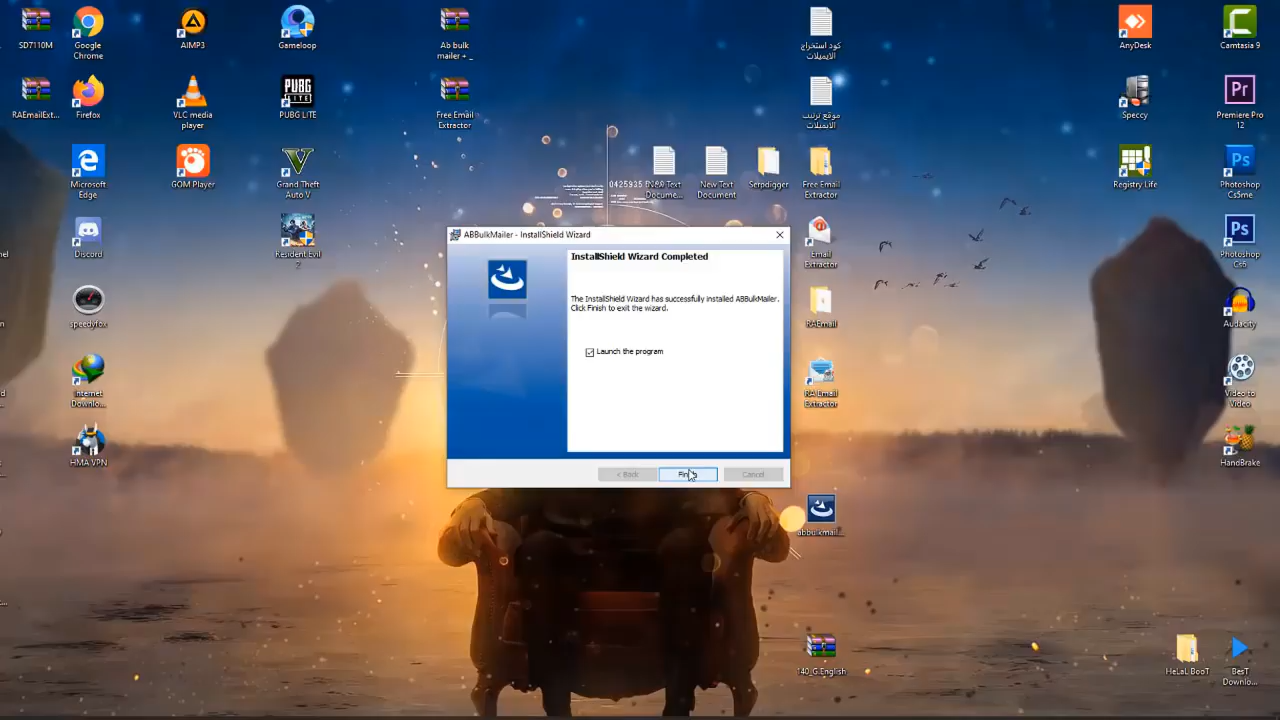 SD7110M
Google
Chrome
AIMP3
Gameloop
Ab bulk
mailer + _
كود استخراج
الايميلات
AnyDesk
Camtasia 9
RAEmailExt...
Firefox
VLC media
player
PUBG LITE
Free Email
Extractor
موقع ترتيب
الايميلات
Speccy
Premiere Pro
12
Microsoft
Edge
GOM Player
Grand Theft
Auto V
0425935
Text
Docume...
New Text
Document
Serpdigger
Free Email
Extractor
Registry Life
Photoshop
Cs5me
Discord
Resident Evil
2
ABBulkMailer - InstallShield Wizard
Email
Extractor
Photoshop
Cs6
InstallShield Wizard Completed
The InstallShield Wizard has successfully installed ABBulkMailer.
Click Finish to exit the wizard.
speedyfox
RAEmail
Audacity
Launch the program
Internet
Downlo...
RA Email
Extractor
Video to
Video
HMA VPN
HandBrake
< Back
Cancel
abbulkmail...
140_G.English
HeLaL BooT
BesT
Downlo...